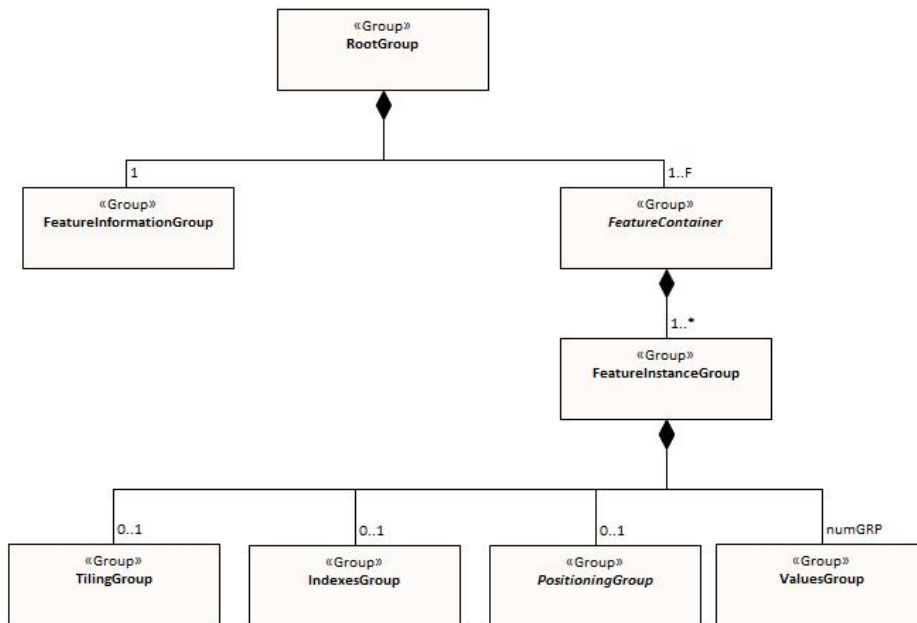 «Group»
RootGroup
1
1..F
«Group»
FeatureInformationGroup
«Group»
FeatureContainer
1..*
«Group»
FeatureInstanceGroup
0..1
0..1
0..1
numGRP
«Group»
TilingGroup
«Group»
IndexesGroup
«Group»
PositioningGroup
«Group»
ValuesGroup